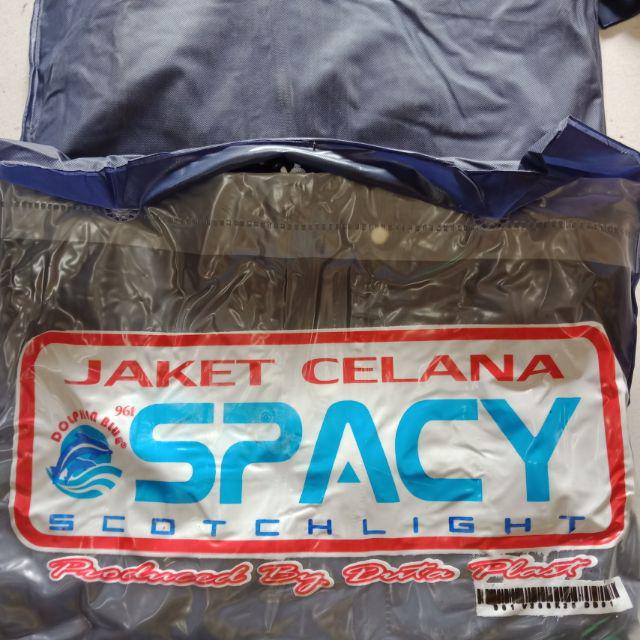 JAKET CELANA
961
DOLPHIN BLUE®
SPACY
SCOTCHLIGHT
Produced By Duta Plast